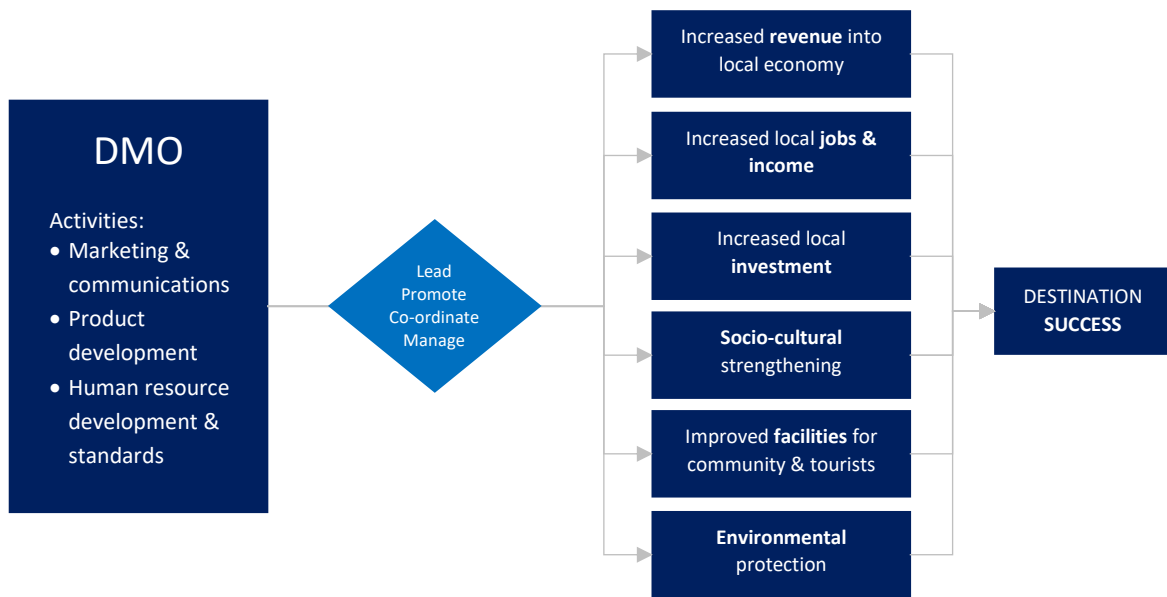 DMO
Activities:
• Marketing &
communications
• Product
development
• Human resource
development &
standards
Lead
Promote
Co-ordinate
Manage
Increased revenue into
local economy
Increased local jobs &
income
Increased local
investment
Socio-cultural
strengthening
Improved facilities for
community & tourists
Environmental
protection
DESTINATION
SUCCESS